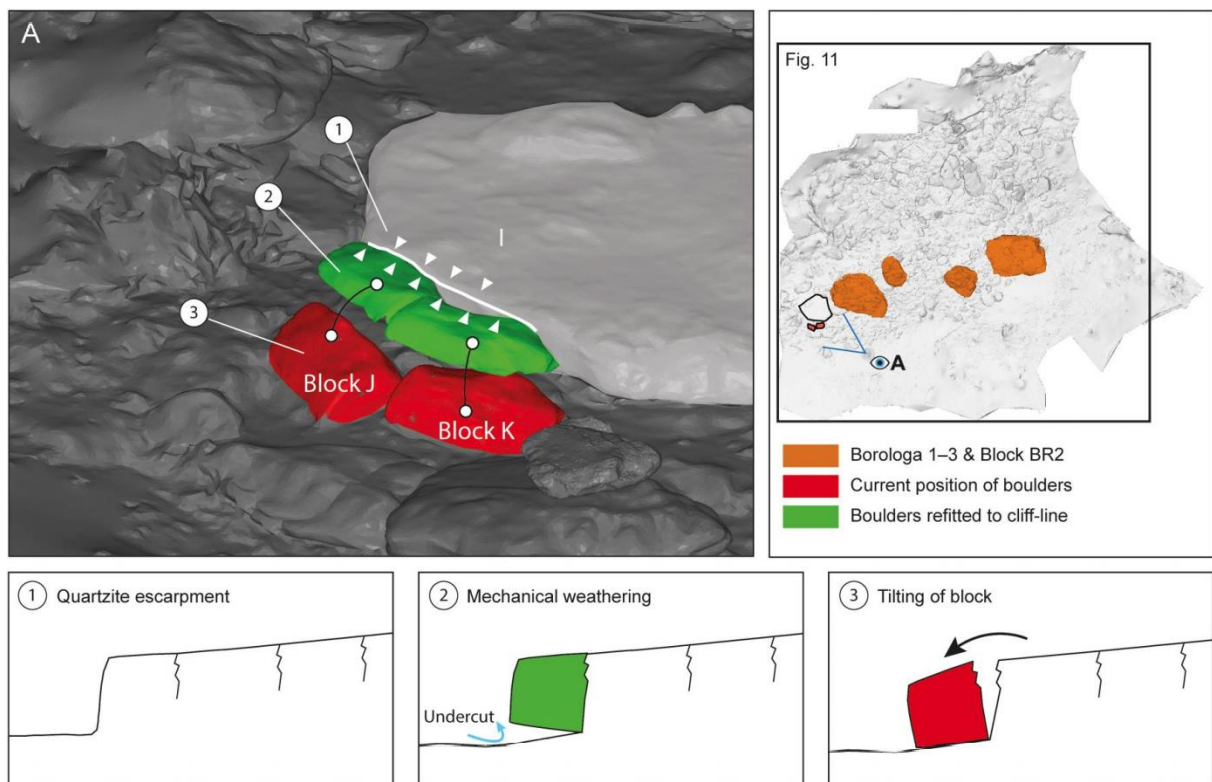 A
1
2
3
I
Block J
Block K
Fig. 11
A
Borologa 1–3 & Block BR2
Current position of boulders
Boulders refitted to cliff-line
1 Quartzite escarpment
2 Mechanical weathering
Undercut
3 Tilting of block